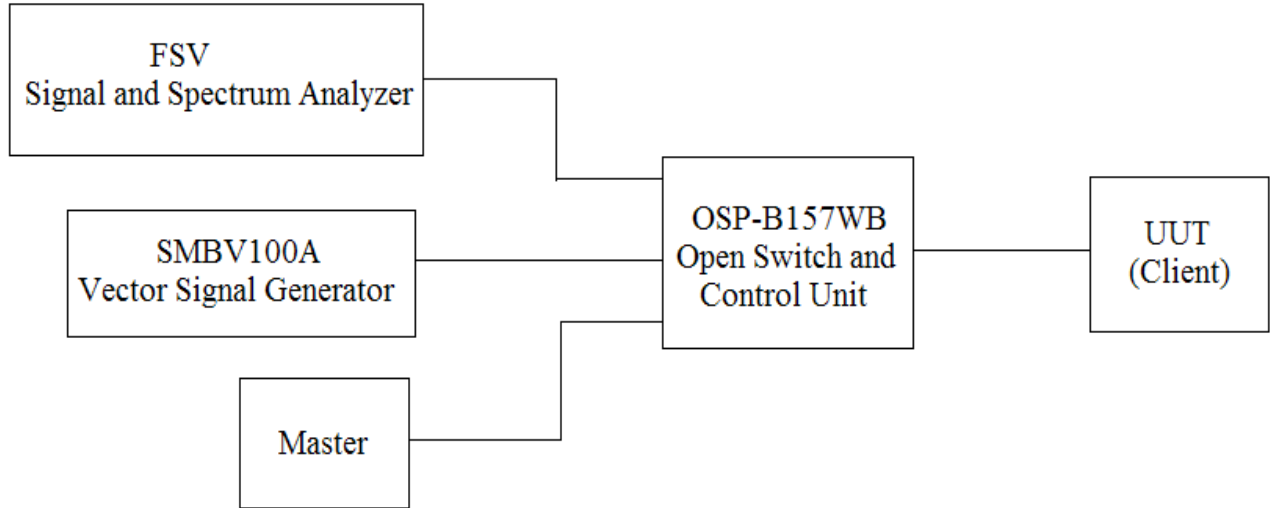 FSV
Signal and Spectrum Analyzer
SMBV100A
Vector Signal Generator
Master
OSP-B157WB
Open Switch and
Control Unit
UUT
(Client)